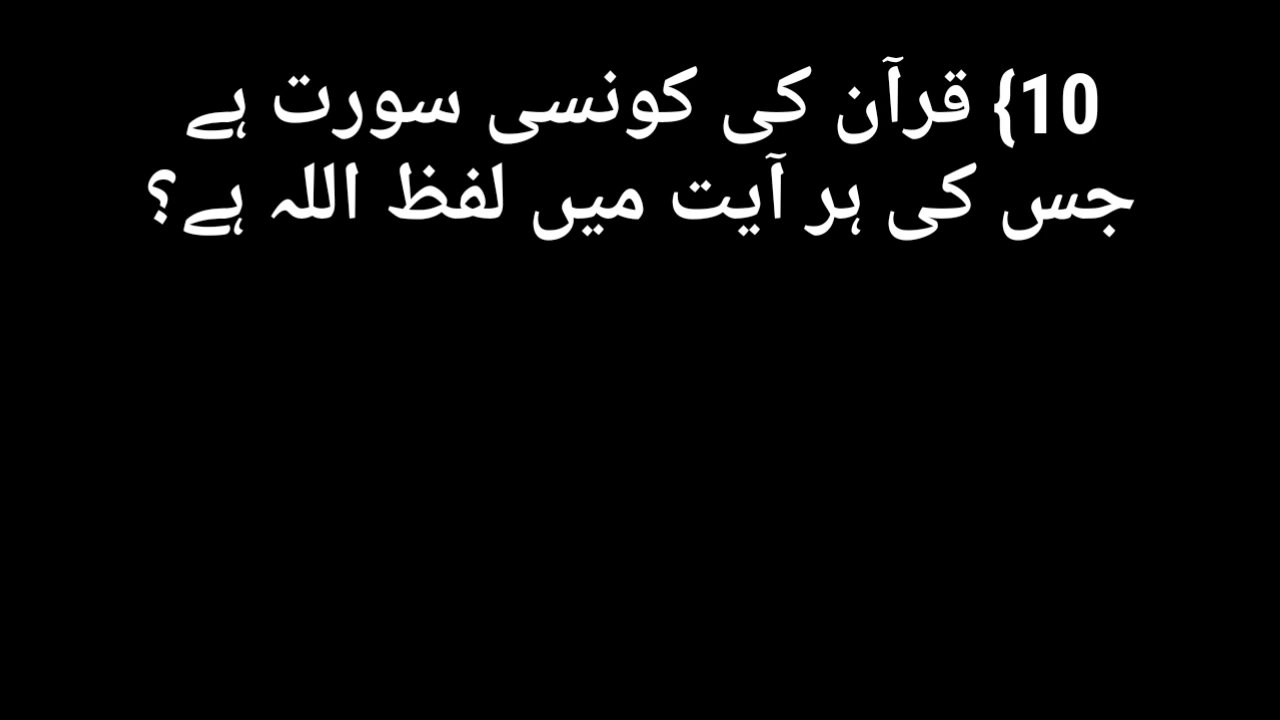 10} قرآن کی کونسی سورت ہے
جس کی ہر آیت میں لفظ اللہ ہے؟